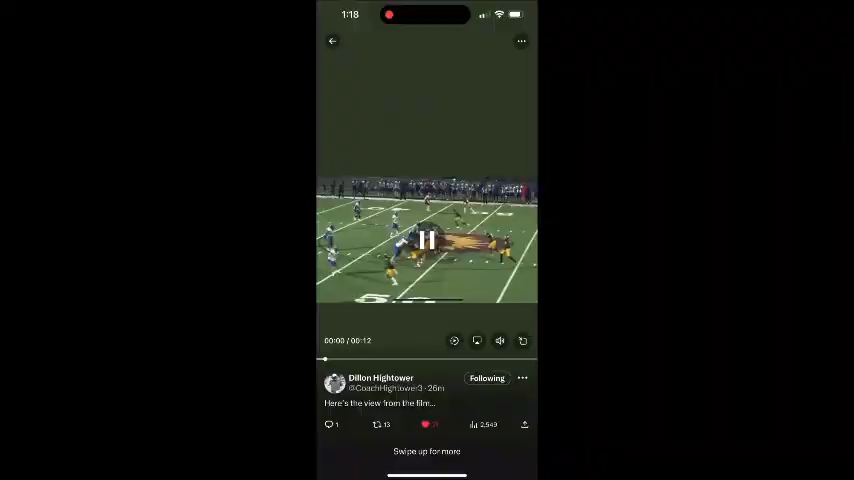 1:18
50
00:00 / 00:12
Dillon Hightower
Following
@CoachHightower3 · 26m
Here's the view from the film...
1
13
2,549
Swipe up for more